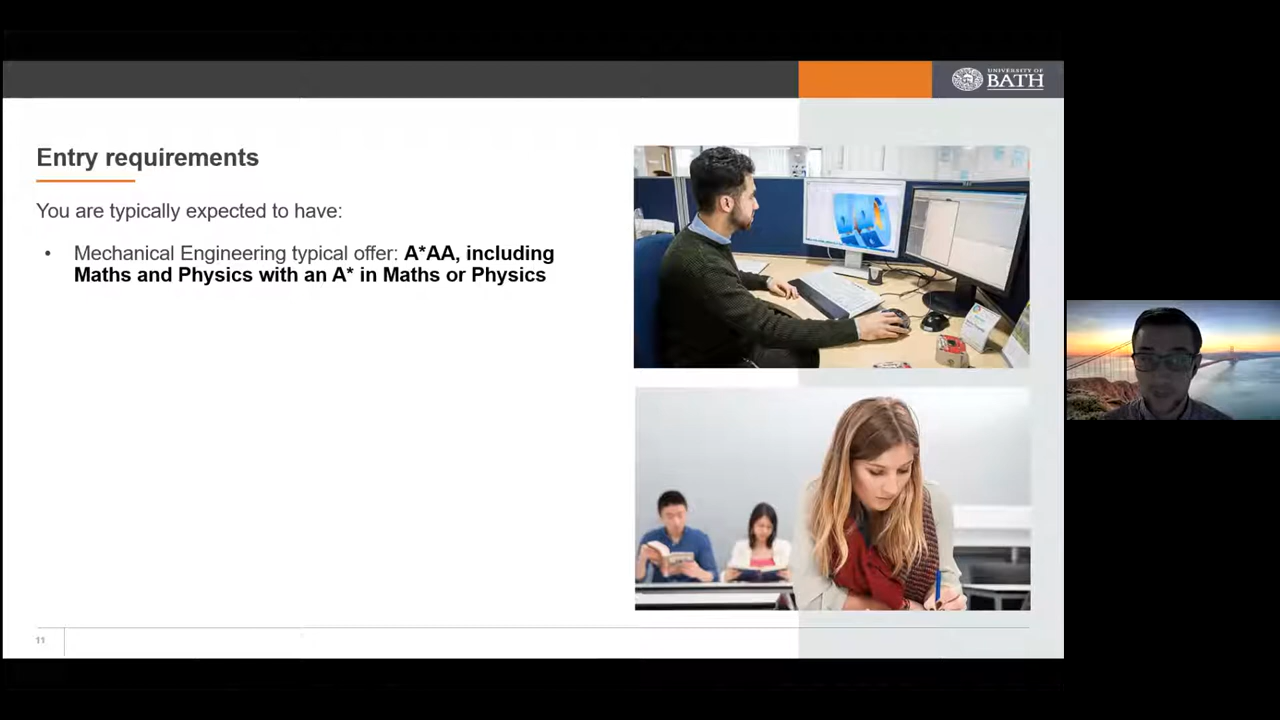 UNIVERSITY OF
BATH
Entry requirements
You are typically expected to have:
• Mechanical Engineering typical offer: A*AA, including
Maths and Physics with an A* in Maths or Physics
11